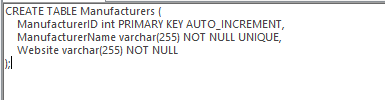 CREATE TABLE Manufacturers (
ManufacturerID int PRIMARY KEY AUTO_INCREMENT,
ManufacturerName varchar(255) NOT NULL UNIQUE,
Website varchar(255) NOT NULL
);